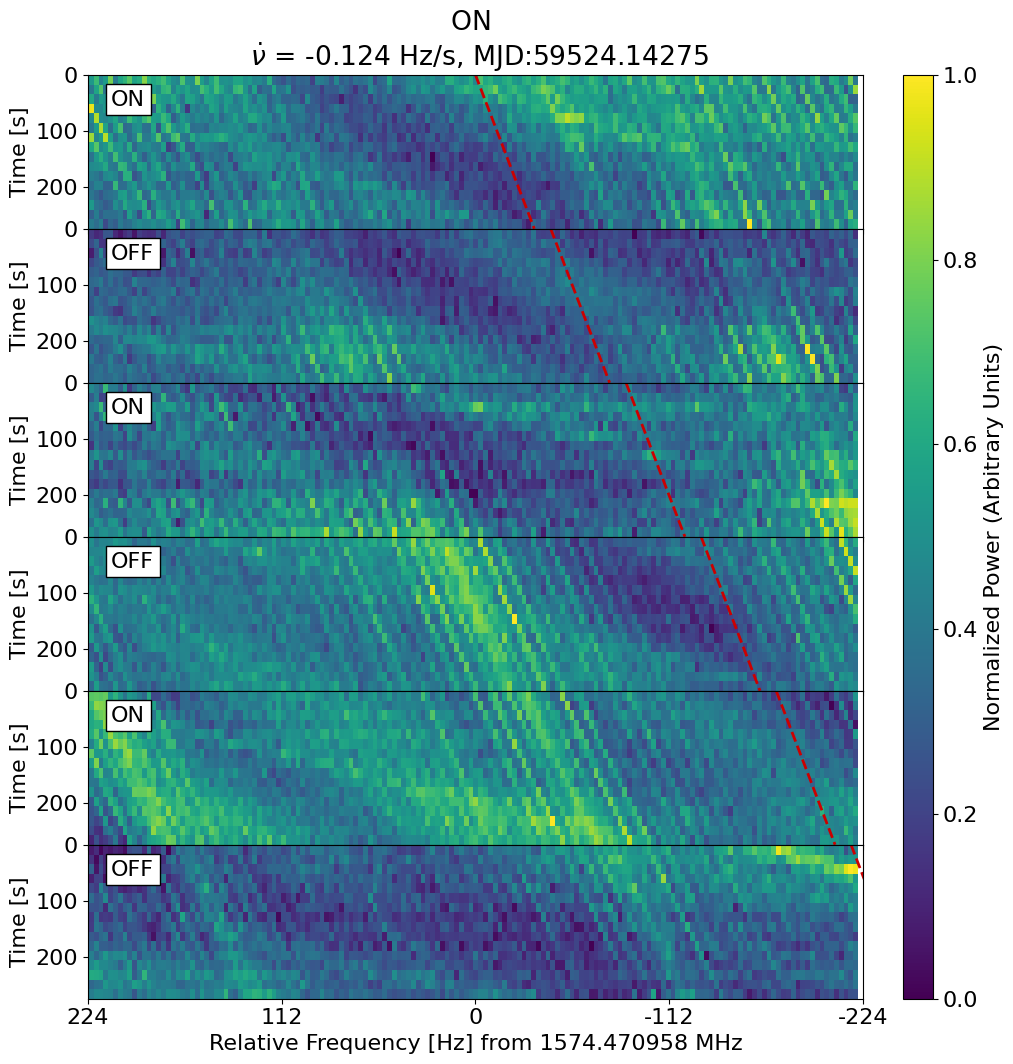 ON
ν̇ = -0.124 Hz/s, MJD:59524.14275
ON
0
100
200
Time [s]
OFF
0
100
200
Time [s]
ON
0
100
200
Time [s]
OFF
0
100
200
Time [s]
ON
0
100
200
Time [s]
OFF
0
100
200
Time [s]
224 112 0 -112 -224
Relative Frequency [Hz] from 1574.470958 MHz
1.0
0.8
0.6
0.4
0.2
0.0
Normalized Power (Arbitrary Units)